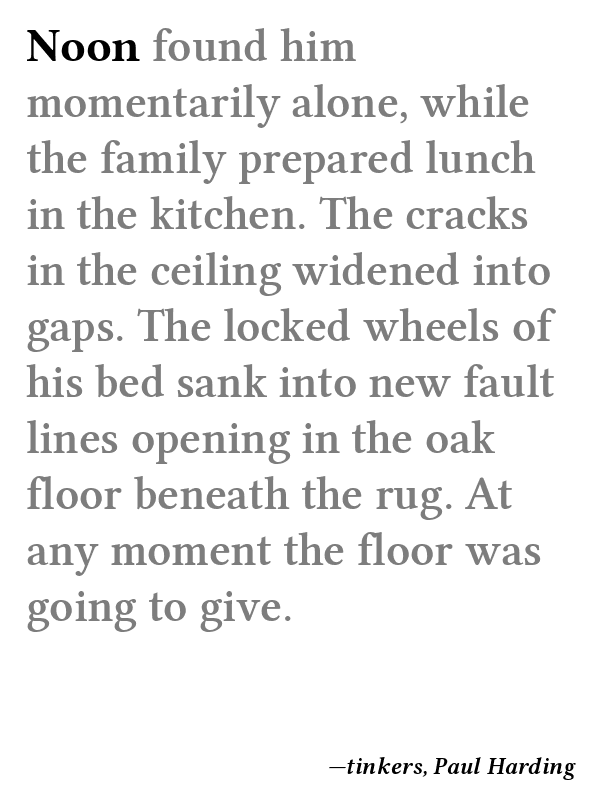 Noon found him
momentarily alone, while
the family prepared lunch
in the kitchen. The cracks
in the ceiling widened into
gaps. The locked wheels of
his bed sank into new fault
lines opening in the oak
floor beneath the rug. At
any moment the floor was
going to give.
—tinkers, Paul Harding